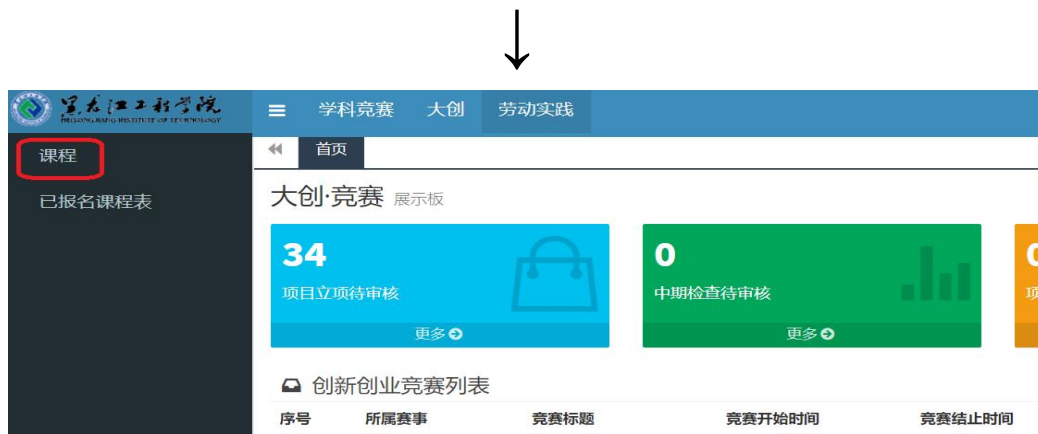 黑龙江工程学院
HEILONGJIANG INSTITUTE OF TECHNOLOGY
学科竞赛 大创 劳动实践
课程
首页
已报名课程表
大创·竞赛 展示板
34
项目立项待审核
更多
0
中期检查待审核
更多
创新创业竞赛列表
序号 所属赛事 竞赛标题 竞赛开始时间 竞赛结止时间